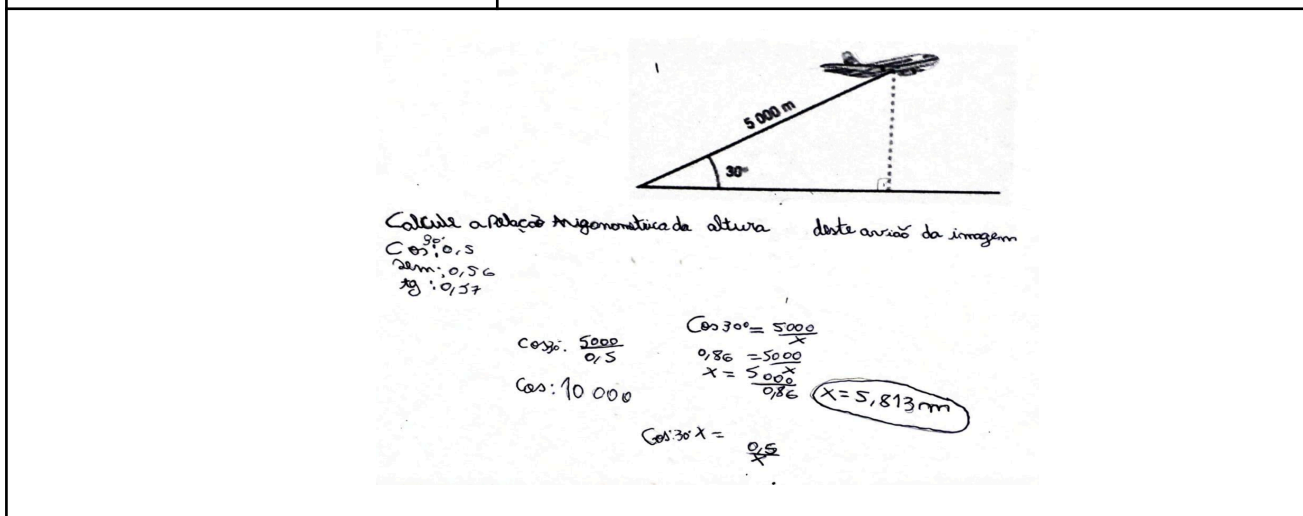 5 000 m
30°
Calcule a relação trigonometrica da altura deste avião da imagem
30°
Cos: 0,5
sem: 0,56
tg: 0,57
Cos30: 5000
0,5
Cos: 10 000
Cos 30° = 5000
x
0,86 = 5000
x
x = 5000
0,86
x = 5,813 m
Cos: 30° x =
0,5
x